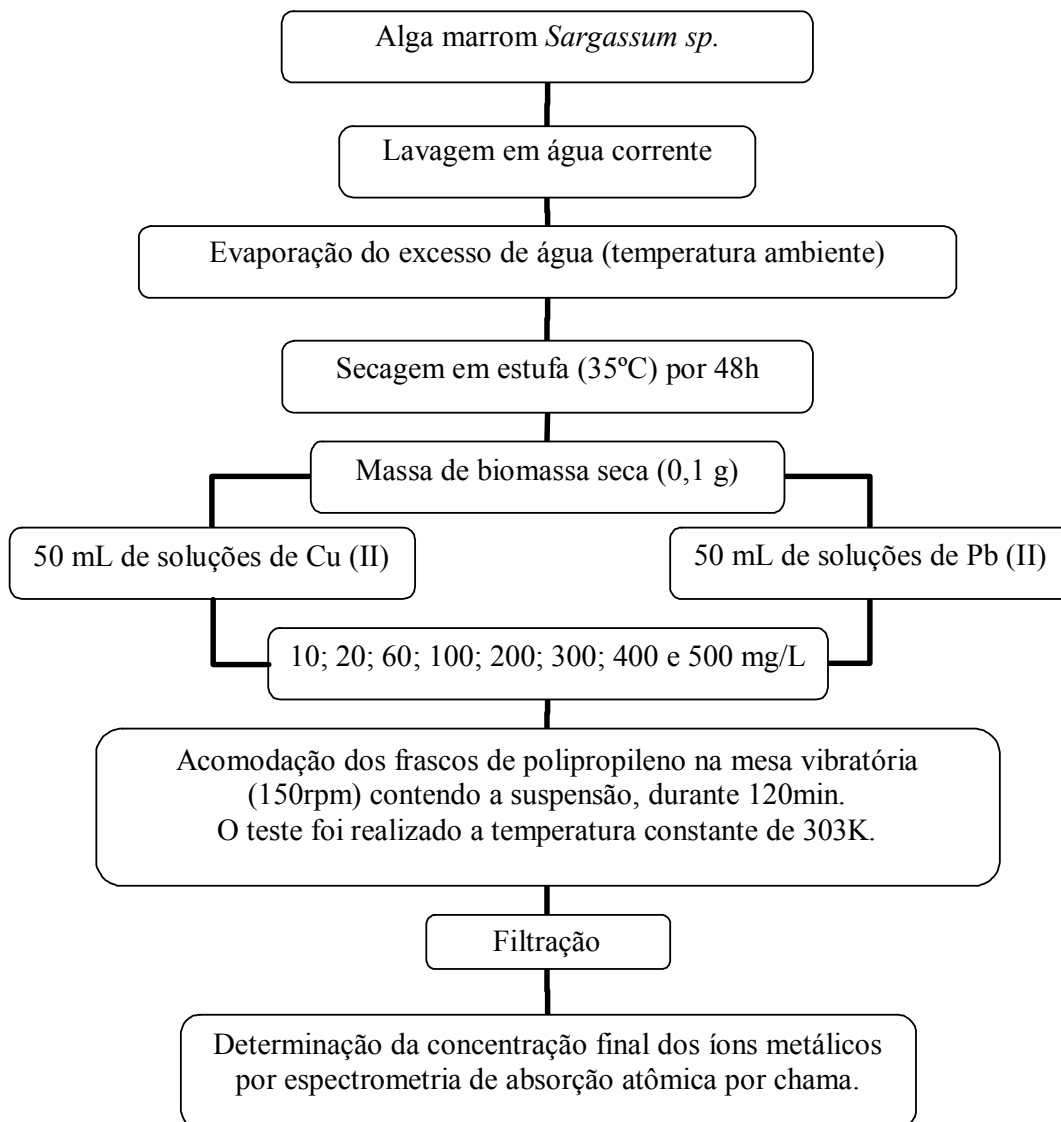 Alga marrom Sargassum sp.
Lavagem em água corrente
Evaporação do excesso de água (temperatura ambiente)
Secagem em estufa (35ºC) por 48h
Massa de biomassa seca (0,1 g)
50 mL de soluções de Cu (II)
50 mL de soluções de Pb (II)
10; 20; 60; 100; 200; 300; 400 e 500 mg/L
Acomodação dos frascos de polipropileno na mesa vibratória
(150rpm) contendo a suspensão, durante 120min.
O teste foi realizado a temperatura constante de 303K.
Filtração
Determinação da concentração final dos íons metálicos
por espectrometria de absorção atômica por chama.